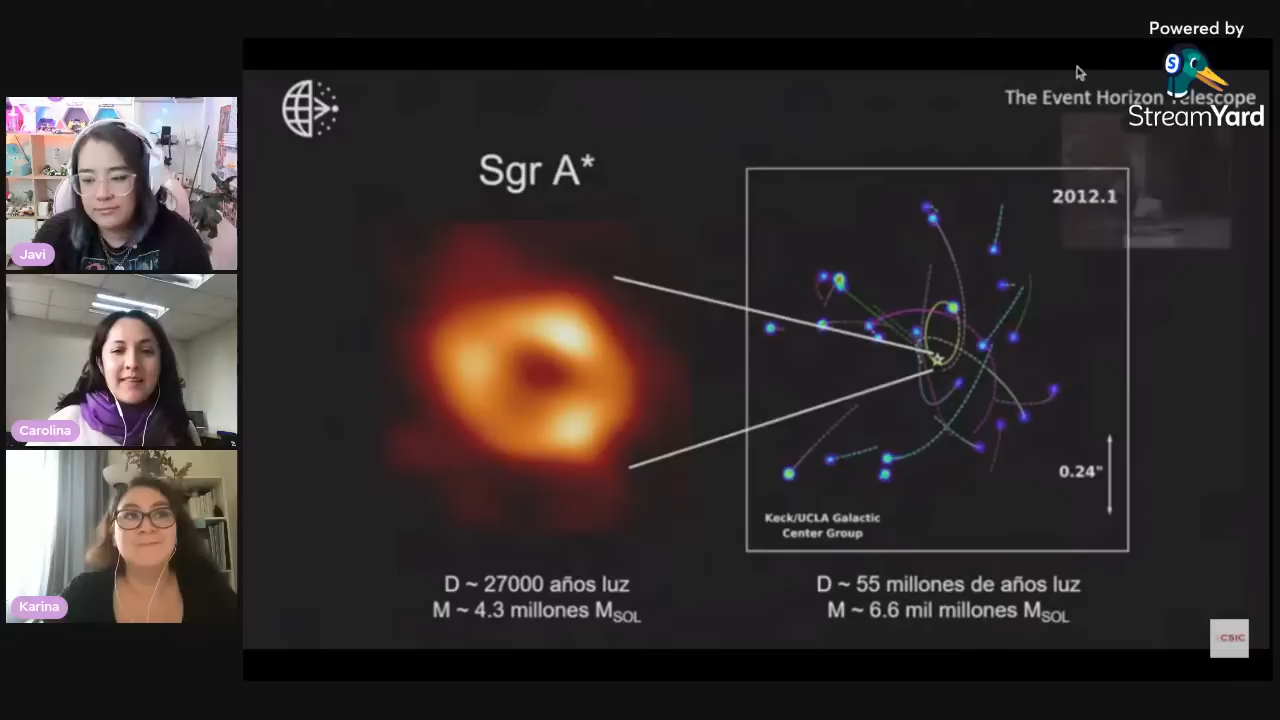 Powered by
StreamYard
The Event Horizon Telescope
Sgr A*
2012.1
0.24"
Keck/UCLA Galactic
Center Group
D ~ 27000 años luz
M ~ 4.3 millones MSOL
D ~ 55 millones de años luz
M ~ 6.6 mil millones MSOL
CSIC
Javi
Carolina
Karina